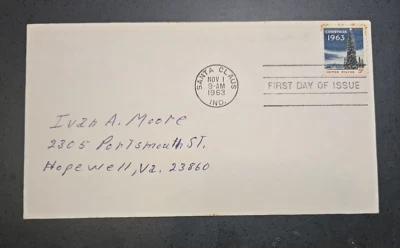 CHRISTMAS
1963
UNITED STATES
SANTA CLAUS
NOV 1
9-AM
1963
IND.
FIRST DAY OF ISSUE
Ivan A. Moore
2305 Portsmouth St.
Hopewell, Va. 23860